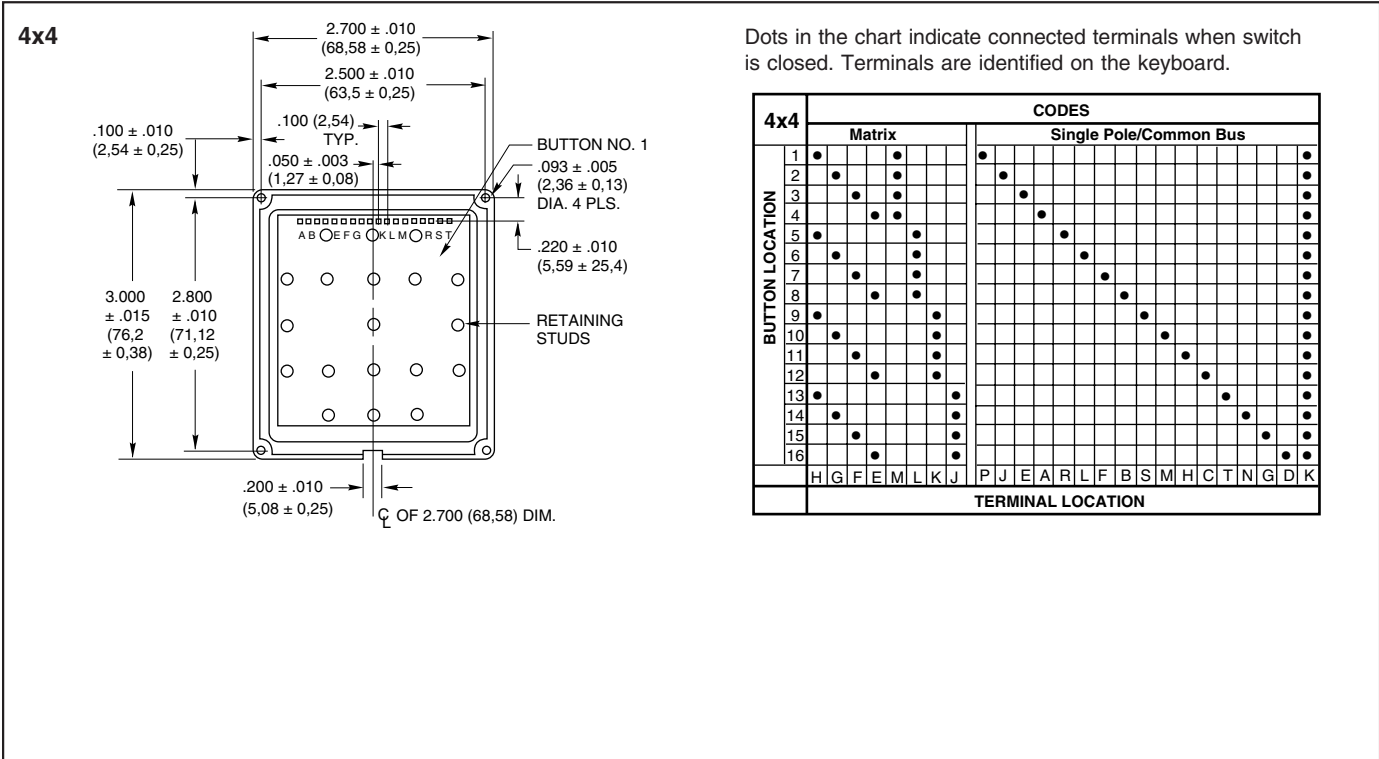 4x4
2.700 ± .010
(68,58 ± 0,25)
2.500 ± .010
(63,5 ± 0,25)
.100 (2,54)
TYP.
.100 ± .010
(2,54 ± 0,25)
.050 ± .003
(1,27 ± 0,08)
BUTTON NO. 1
.093 ± .005
(2,36 ± 0,13)
DIA. 4 PLS.
A B E F G K L M R S T
.220 ± .010
(5,59 ± 25,4)
3.000
± .015
(76,2
± 0,38)
2.800
± .010
(71,12
± 0,25)
RETAINING
STUDS
.200 ± .010
(5,08 ± 0,25)
℄ OF 2.700 (68,58) DIM.
Dots in the chart indicate connected terminals when switch
is closed. Terminals are identified on the keyboard.
4x4
CODES
Matrix
Single Pole/Common Bus
BUTTON LOCATION
1
2
3
4
5
6
7
8
9
10
11
12
13
14
15
16
H G F E M L K J P J E A R L F B S M H C T N G D K
TERMINAL LOCATION